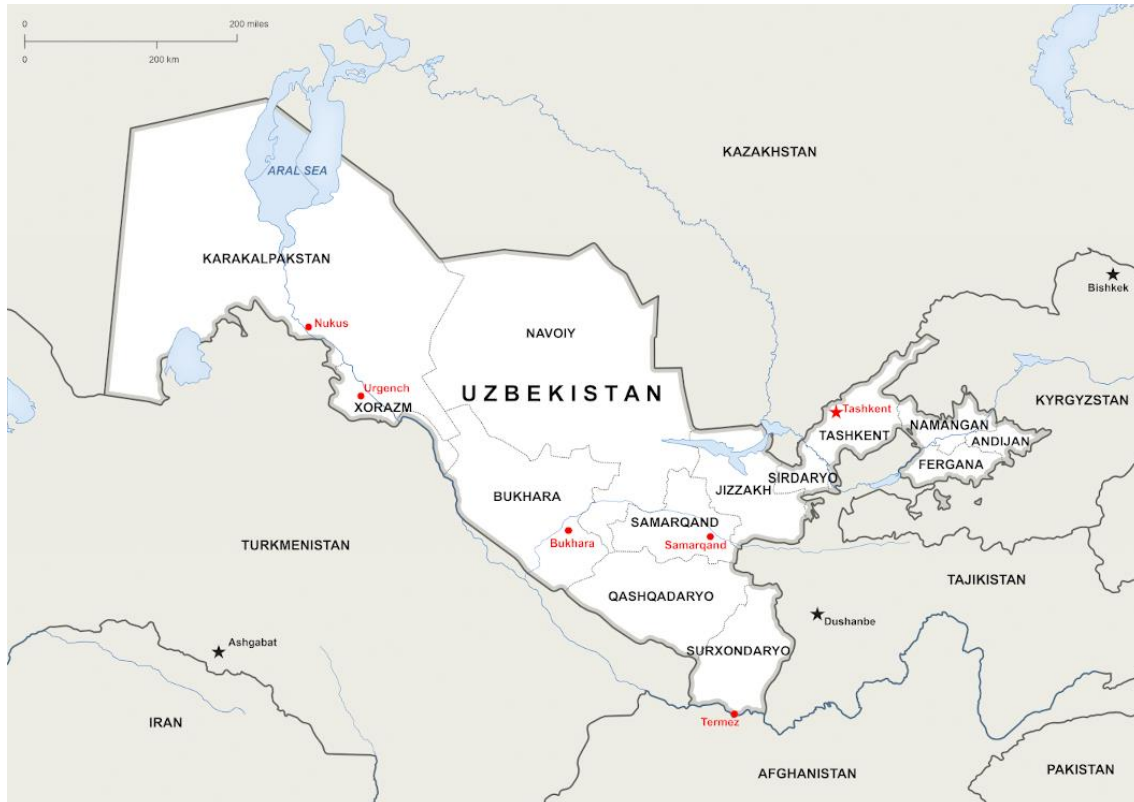 0 200 miles
0 200 km
KAZAKHSTAN
ARAL SEA
KARAKALPAKSTAN
Bishkek
Nukus
NAVOIY
UZBEKISTAN
Urgench
XORAZM
Tashkent
TASHKENT
KYRGYZSTAN
NAMANGAN
ANDIJAN
FERGANA
SIRDARYO
JIZZAKH
BUKHARA
SAMARQAND
Bukhara
Samarqand
TURKMENISTAN
TAJIKISTAN
QASHQADARYO
Dushanbe
Ashgabat
SURXONDARYO
IRAN
Termez
AFGHANISTAN
PAKISTAN